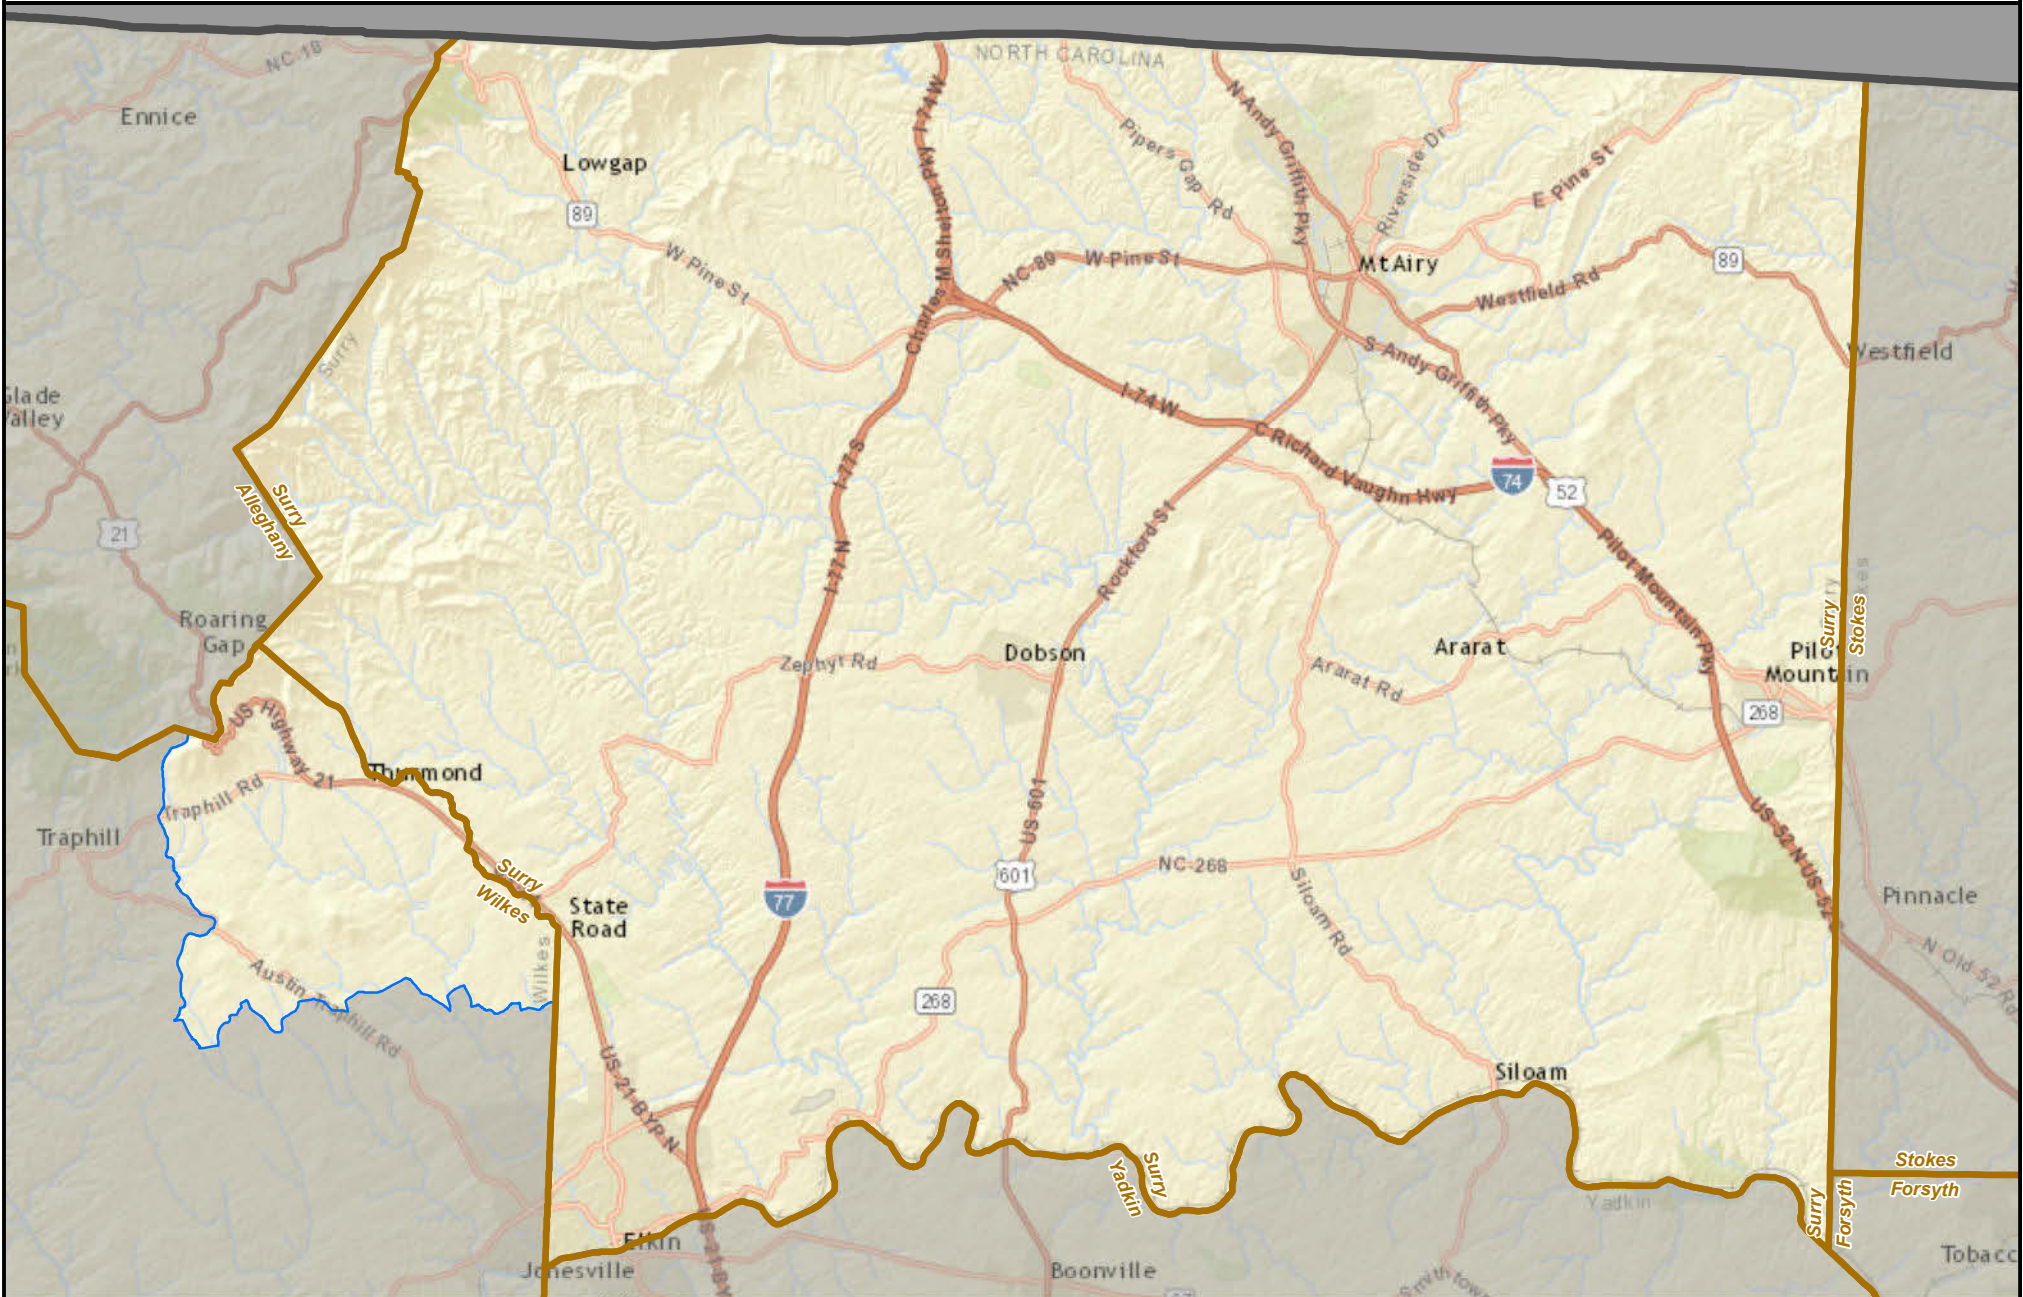 NC-18
NORTH CAROLINA
Ennice
Lowgap
89
W Pine St
Charles M Shelton Pky
I-74 W
N Andy Griffith Pky
Pipers Gap Rd
Riverside Dr
E Pine St
NC-89
W Pine St
Mt Airy
Westfield Rd
89
Westfield
Surry
Glade
Valley
S Andy Griffith Pky
I-74 W
C Richard Vaughn Hwy
74
52
I-77 S
I-77 N
Rockford St
Surry
Alleghany
21
Roaring
Gap
Pilot Mountain Pky
Surry
Stokes
Zephyr Rd
Dobson
Ararat
Ararat Rd
Pilot
Mountain
268
US Highway 21
Thurmond
Traphill Rd
Traphill
US-601
601
NC-268
US-52 N
US-52 S
Surry
Wilkes
77
State
Road
Wilkes
Siloam Rd
Pinnacle
N Old 52 Rd
Austin Traphill Rd
268
US-21 BYP N
Siloam
Surry
Yadkin
Stokes
Forsyth
Surry
Forsyth
Yadkin
Elkin
Jonesville
Boonville
Tobacc